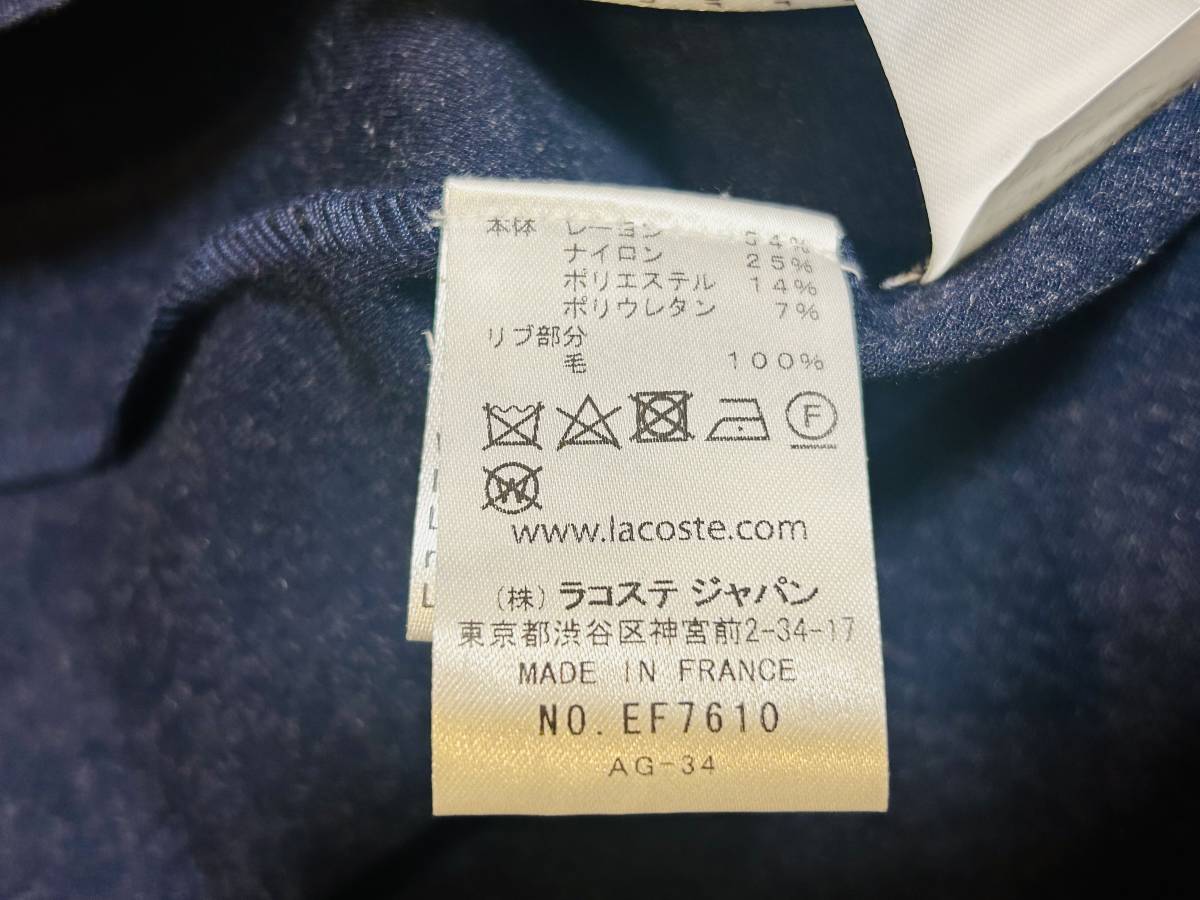 本体 レーヨン 54%
ナイロン 25%
ポリエステル 14%
ポリウレタン 7%
リブ部分
毛 100%
F
W
www.lacoste.com
(株) ラコステ ジャパン
東京都渋谷区神宮前2-34-17
MADE IN FRANCE
NO. EF7610
AG-34